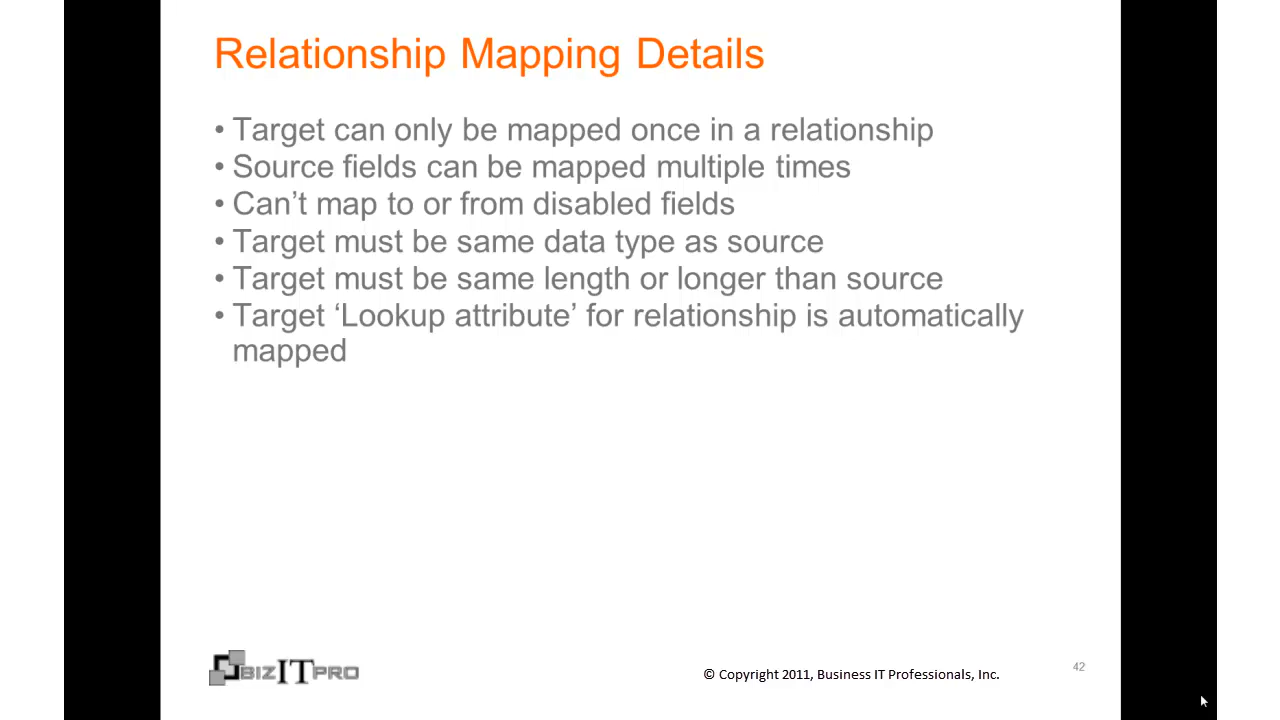 Relationship Mapping Details
• Target can only be mapped once in a relationship
• Source fields can be mapped multiple times
• Can’t map to or from disabled fields
• Target must be same data type as source
• Target must be same length or longer than source
• Target ‘Lookup attribute’ for relationship is automatically
mapped
BIZITPRO
© Copyright 2011, Business IT Professionals, Inc.
42